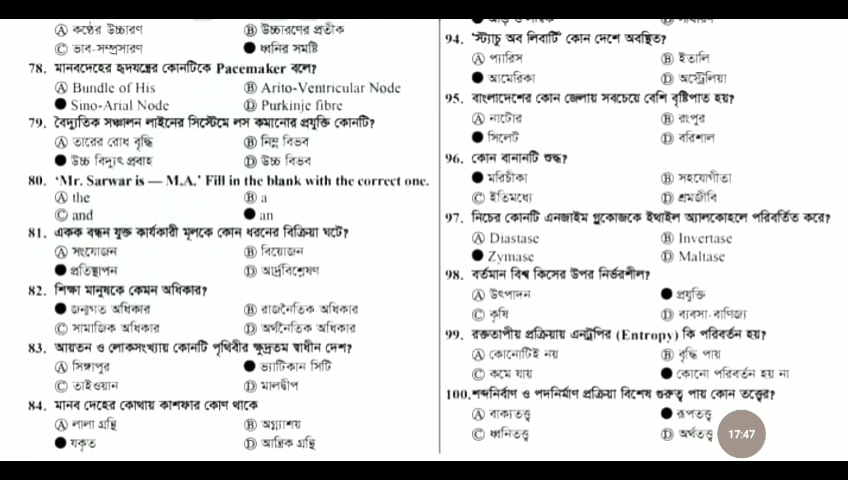 Ⓐ কণ্ঠের উচ্চারণ Ⓑ উচ্চারণের প্রতীক
Ⓒ ভাব-সম্প্রসারণ ● ধ্বনির সমষ্টি
78. মানবদেহের হৃদযন্ত্রের কোনটিকে Pacemaker বলে?
Ⓐ Bundle of His Ⓑ Arito-Ventricular Node
● Sino-Arial Node Ⓓ Purkinje fibre
79. বৈদ্যুতিক সঞ্চালন লাইনের সিস্টেমে লস কমানোর প্রযুক্তি কোনটি?
Ⓐ তারের রোধ বৃদ্ধি Ⓑ নিম্ন বিভব
● উচ্চ বিদ্যুৎ প্রবাহ Ⓓ উচ্চ বিভব
80. ‘Mr. Sarwar is — M.A.’ Fill in the blank with the correct one.
Ⓐ the Ⓑ a
Ⓒ and ● an
81. একক বন্ধন যুক্ত কার্যকারী মূলকে কোন ধরনের বিক্রিয়া ঘটে?
Ⓐ সংযোজন Ⓑ বিয়োজন
● প্রতিস্থাপন Ⓓ আর্দ্রবিশ্লেষণ
82. শিক্ষা মানুষকে কেমন অধিকার?
● জন্মগত অধিকার Ⓑ রাজনৈতিক অধিকার
Ⓒ সামাজিক অধিকার Ⓓ অর্থনৈতিক অধিকার
83. আয়তন ও লোকসংখ্যায় কোনটি পৃথিবীর ক্ষুদ্রতম স্বাধীন দেশ?
Ⓐ সিঙ্গাপুর ● ভ্যাটিকান সিটি
Ⓒ তাইওয়ান Ⓓ মালদ্বীপ
84. মানব দেহের কোথায় কাশফার কোণ থাকে
Ⓐ লালা গ্রন্থি Ⓑ অগ্ন্যাশয়
● যকৃত Ⓓ আন্ত্রিক গ্রন্থি
94. ‘স্ট্যাচু অব লিবার্টি’ কোন দেশে অবস্থিত?
Ⓐ প্যারিস Ⓑ ইতালি
● আমেরিকা Ⓓ অস্ট্রেলিয়া
95. বাংলাদেশের কোন জেলায় সবচেয়ে বেশি বৃষ্টিপাত হয়?
Ⓐ নাটোর Ⓑ রংপুর
● সিলেট Ⓓ বরিশাল
96. কোন বানানটি শুদ্ধ?
● মরিচীকা Ⓑ সহযোগীতা
Ⓒ ইতিমধ্যে Ⓓ শ্রমজীবি
97. নিচের কোনটি এনজাইম গ্লুকোজকে ইথাইল অ্যালকোহলে পরিবর্তিত করে?
Ⓐ Diastase Ⓑ Invertase
● Zymase Ⓓ Maltase
98. বর্তমান বিশ্ব কিসের উপর নির্ভরশীল?
Ⓐ উৎপাদন ● প্রযুক্তি
Ⓒ কৃষি Ⓓ ব্যবসা-বাণিজ্য
99. রুদ্ধতাপীয় প্রক্রিয়ায় এনট্রপির (Entropy) কি পরিবর্তন হয়?
Ⓐ কোনোটিই নয় Ⓑ বৃদ্ধি পায়
Ⓒ কমে যায় ● কোনো পরিবর্তন হয় না
100. শব্দনির্বাণ ও পদনির্মাণ প্রক্রিয়া বিশেষ গুরুত্ব পায় কোন তত্ত্বের?
Ⓐ বাক্যতত্ত্ব ● রূপতত্ত্ব
Ⓒ ধ্বনিতত্ত্ব Ⓓ অর্থতত্ত্ব
17:47